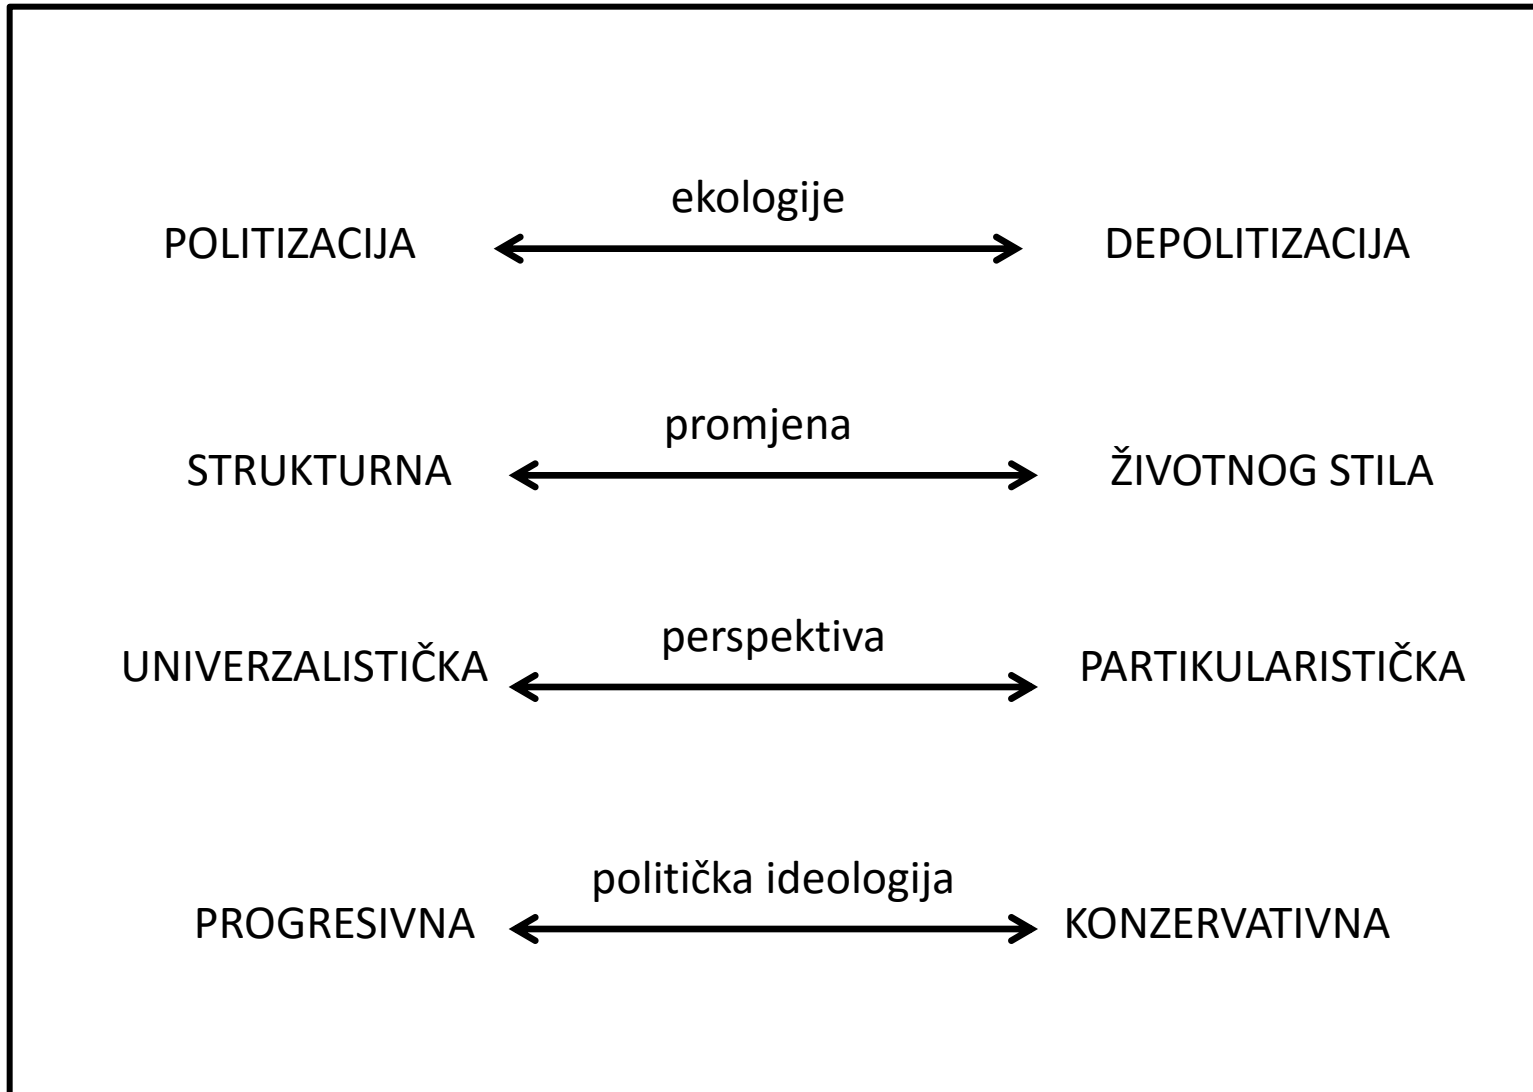 ekologije
POLITIZACIJA DEPOLITIZACIJA
promjena
STRUKTURNA ŽIVOTNOG STILA
perspektiva
UNIVERZALISTIČKA PARTIKULARISTIČKA
politička ideologija
PROGRESIVNA KONZERVATIVNA